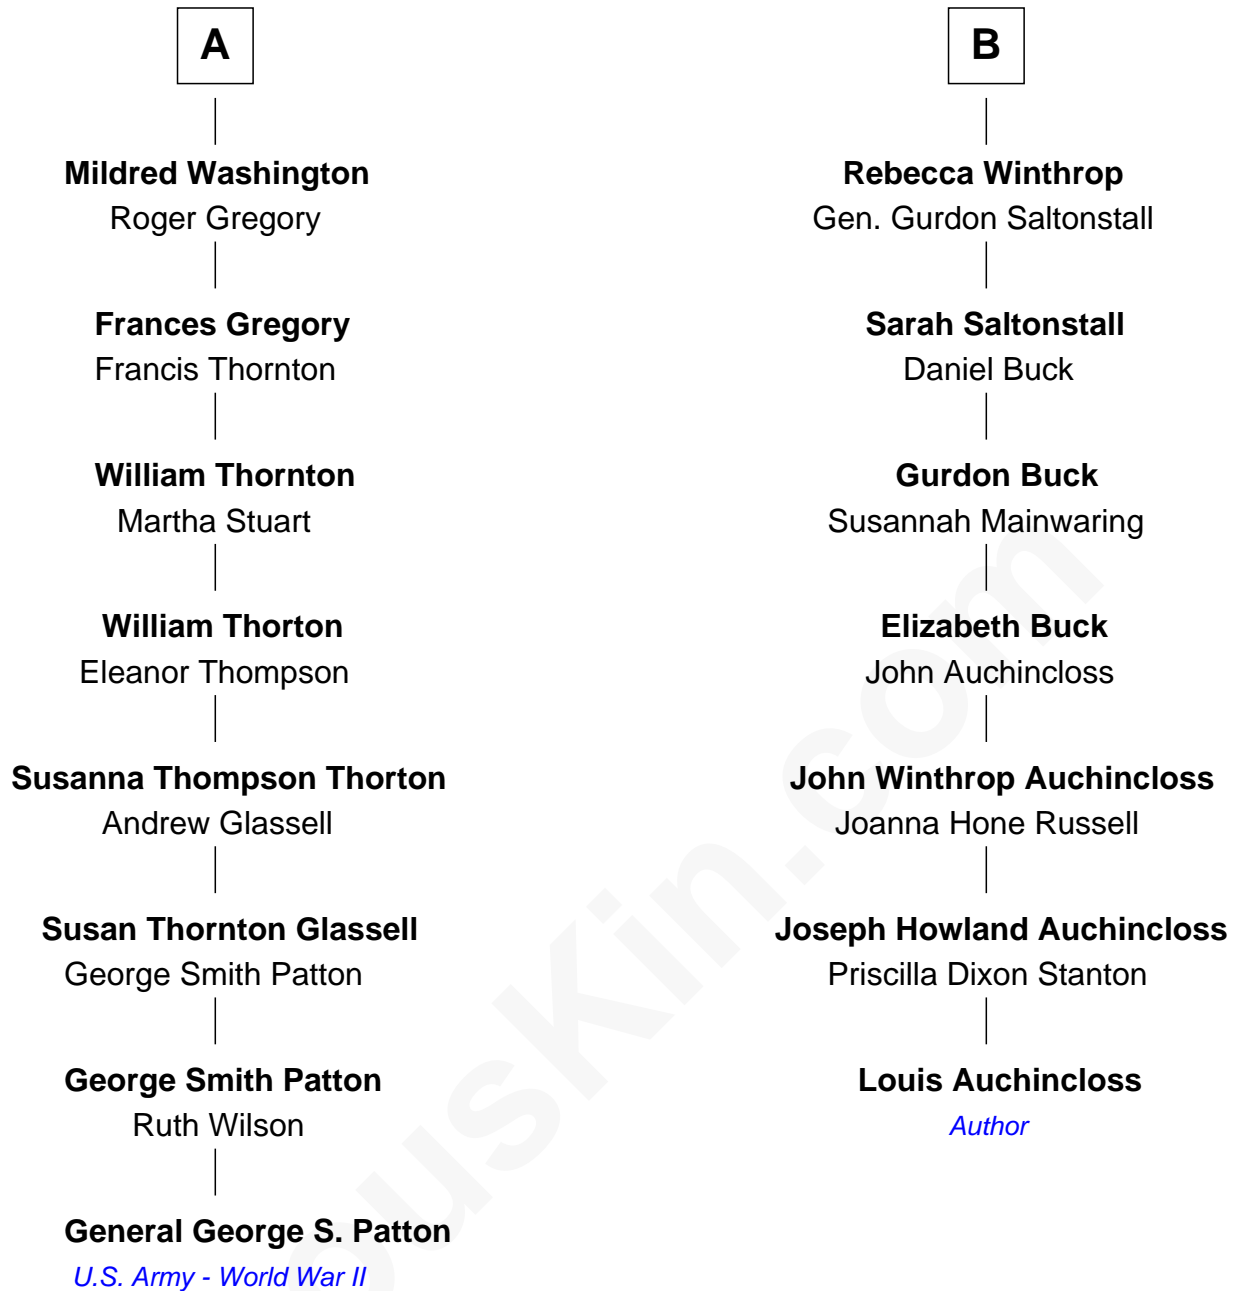 A
Mildred Washington
Roger Gregory
Frances Gregory
Francis Thornton
William Thornton
Martha Stuart
William Thorton
Eleanor Thompson
Susanna Thompson Thorton
Andrew Glassell
Susan Thornton Glassell
George Smith Patton
George Smith Patton
Ruth Wilson
General George S. Patton
U.S. Army - World War II
B
Rebecca Winthrop
Gen. Gurdon Saltonstall
Sarah Saltonstall
Daniel Buck
Gurdon Buck
Susannah Mainwaring
Elizabeth Buck
John Auchincloss
John Winthrop Auchincloss
Joanna Hone Russell
Joseph Howland Auchincloss
Priscilla Dixon Stanton
Louis Auchincloss
Author
ousKin.com